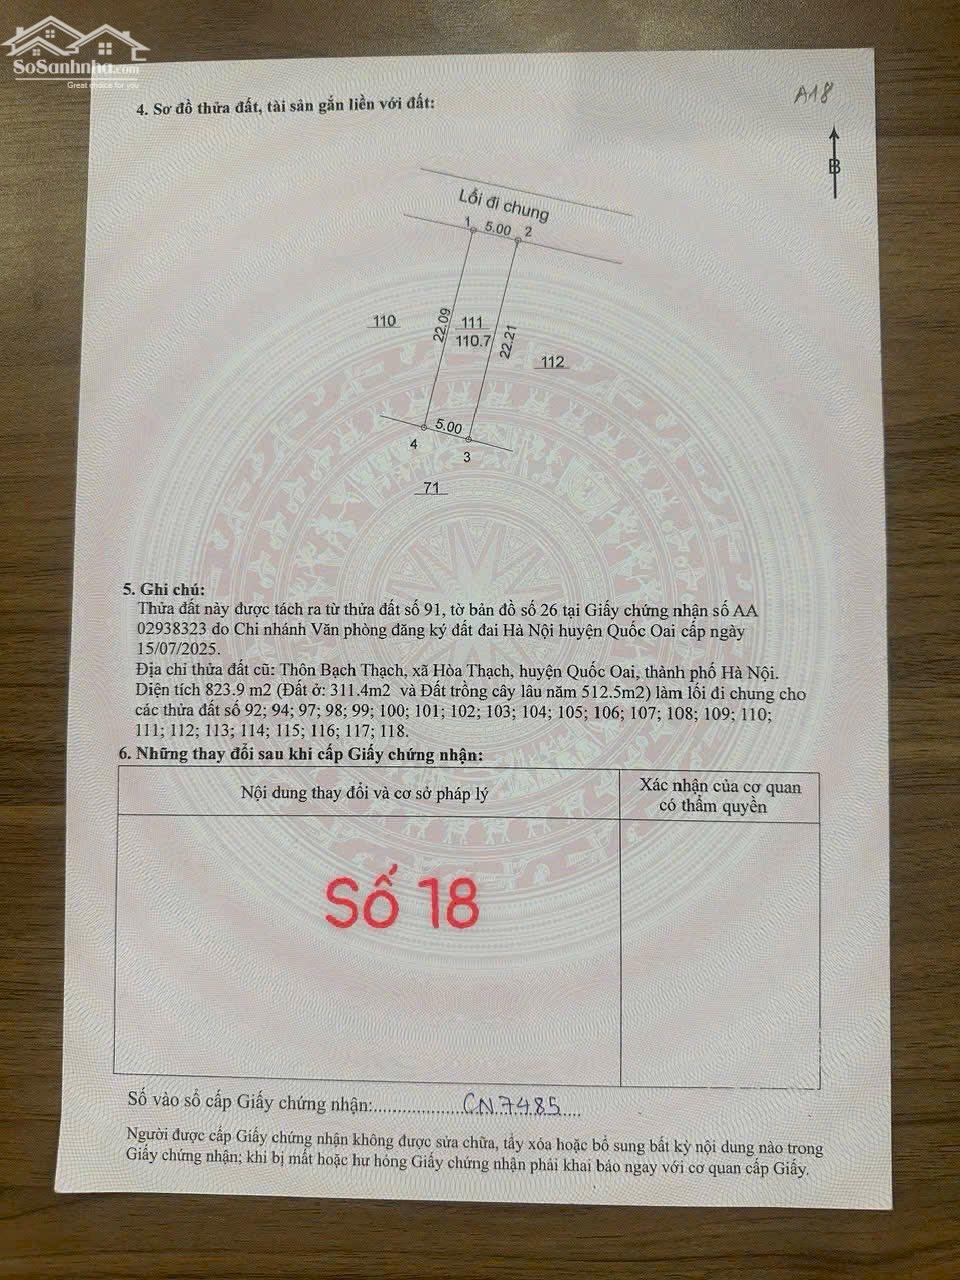 SoSanhnha.com
Great choice for you
A18
4. Sơ đồ thửa đất, tài sản gắn liền với đất:
B
Lối đi chung
1 5.00 2
22.09
110
111
110.7
22.21
112
5.00
4
3
71
5. Ghi chú:
Thửa đất này được tách ra từ thửa đất số 91, tờ bản đồ số 26 tại Giấy chứng nhận số AA
02938323 do Chi nhánh Văn phòng đăng ký đất đai Hà Nội huyện Quốc Oai cấp ngày
15/07/2025.
Địa chỉ thửa đất cũ: Thôn Bạch Thạch, xã Hòa Thạch, huyện Quốc Oai, thành phố Hà Nội.
Diện tích 823.9 m2 (Đất ở: 311.4m2 và Đất trồng cây lâu năm 512.5m2) làm lối đi chung cho
các thửa đất số 92; 94; 97; 98; 99; 100; 101; 102; 103; 104; 105; 106; 107; 108; 109; 110;
111; 112; 113; 114; 115; 116; 117; 118.
6. Những thay đổi sau khi cấp Giấy chứng nhận:
Nội dung thay đổi và cơ sở pháp lý
Xác nhận của cơ quan
có thẩm quyền
Số 18
Số vào sổ cấp Giấy chứng nhận:....................CN.7485....
Người được cấp Giấy chứng nhận không được sửa chữa, tẩy xóa hoặc bổ sung bất kỳ nội dung nào trong
Giấy chứng nhận; khi bị mất hoặc hư hỏng Giấy chứng nhận phải khai báo ngay với cơ quan cấp Giấy.